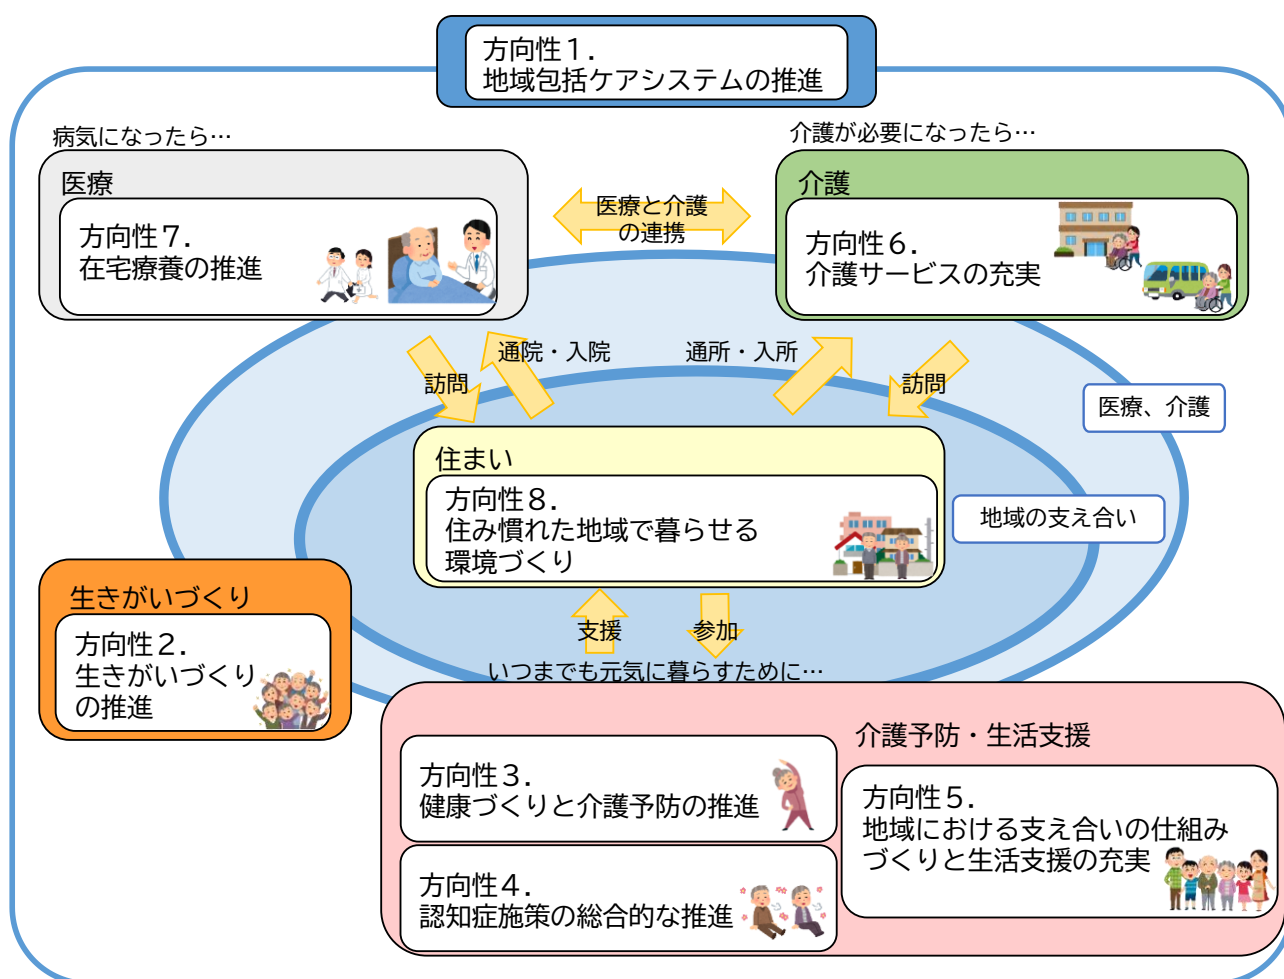 方向性１．
地域包括ケアシステムの推進
病気になったら…
介護が必要になったら…
医療
方向性７．
在宅療養の推進
医療と介護
の連携
介護
方向性６．
介護サービスの充実
訪問
通院・入院
通所・入所
訪問
医療、介護
住まい
方向性８．
住み慣れた地域で暮らせる
環境づくり
地域の支え合い
生きがいづくり
方向性２．
生きがいづくり
の推進
支援
参加
いつまでも元気に暮らすために…
介護予防・生活支援
方向性３．
健康づくりと介護予防の推進
方向性４．
認知症施策の総合的な推進
方向性５．
地域における支え合いの仕組み
づくりと生活支援の充実